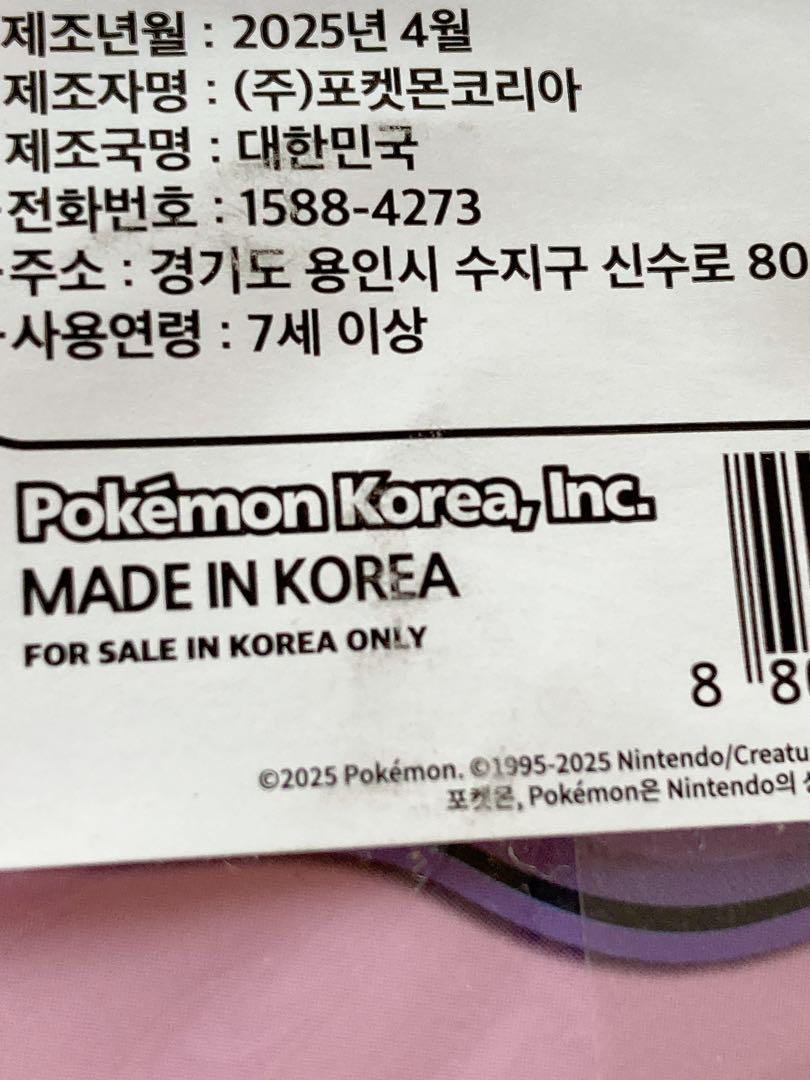 제조년월 : 2025년 4월
제조자명 : (주)포켓몬코리아
제조국명 : 대한민국
·전화번호 : 1588-4273
·주소 : 경기도 용인시 수지구 신수로 80
·사용연령 : 7세 이상
Pokémon Korea, Inc.
MADE IN KOREA
FOR SALE IN KOREA ONLY
8 8
©2025 Pokémon. ©1995-2025 Nintendo/Creatu
포켓몬, Pokémon은 Nintendo의